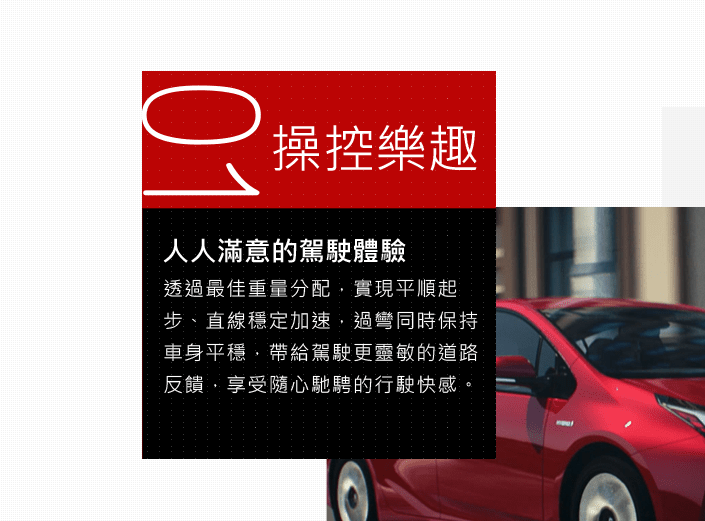 01
操控樂趣
人人滿意的駕駛體驗
透過最佳重量分配，實現平順起
步、直線穩定加速，過彎同時保持
車身平穩，帶給駕駛更靈敏的道路
反饋，享受隨心馳騁的行駛快感。